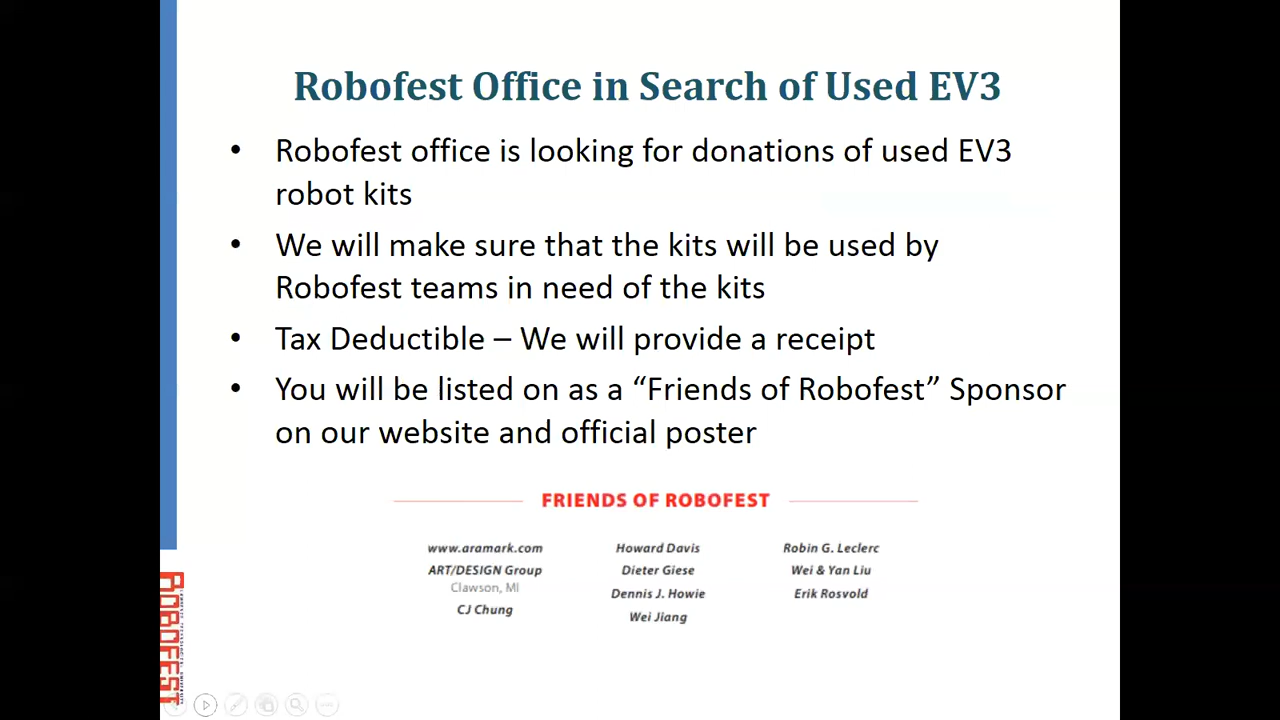 Robofest Office in Search of Used EV3
• Robofest office is looking for donations of used EV3
robot kits
• We will make sure that the kits will be used by
Robofest teams in need of the kits
• Tax Deductible – We will provide a receipt
• You will be listed on as a “Friends of Robofest” Sponsor
on our website and official poster
FRIENDS OF ROBOFEST
www.aramark.com
ART/DESIGN Group
Clawson, MI
CJ Chung
Howard Davis
Dieter Giese
Dennis J. Howie
Wei Jiang
Robin G. Leclerc
Wei & Yan Liu
Erik Rosvold
ROBOFEST